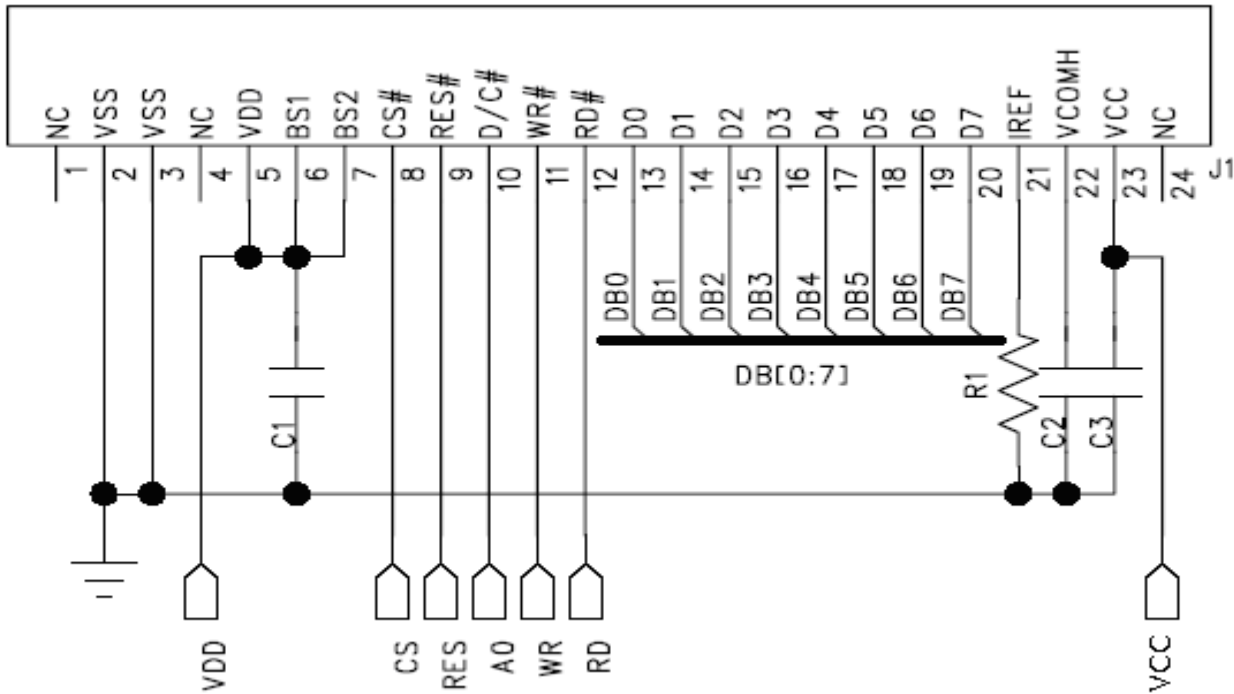 NC
VSS
VSS
NC
VDD
BS1
BS2
CS#
RES#
D/C#
WR#
RD#
D0
D1
D2
D3
D4
D5
D6
D7
IREF
VCOMH
VCC
NC
1
2
3
4
5
6
7
8
9
10
11
12
13
14
15
16
17
18
19
20
21
22
23
24
J1
DB0
DB1
DB2
DB3
DB4
DB5
DB6
DB7
DB[0:7]
C1
R1
C2
C3
VDD
CS
RES
A0
WR
RD
VCC